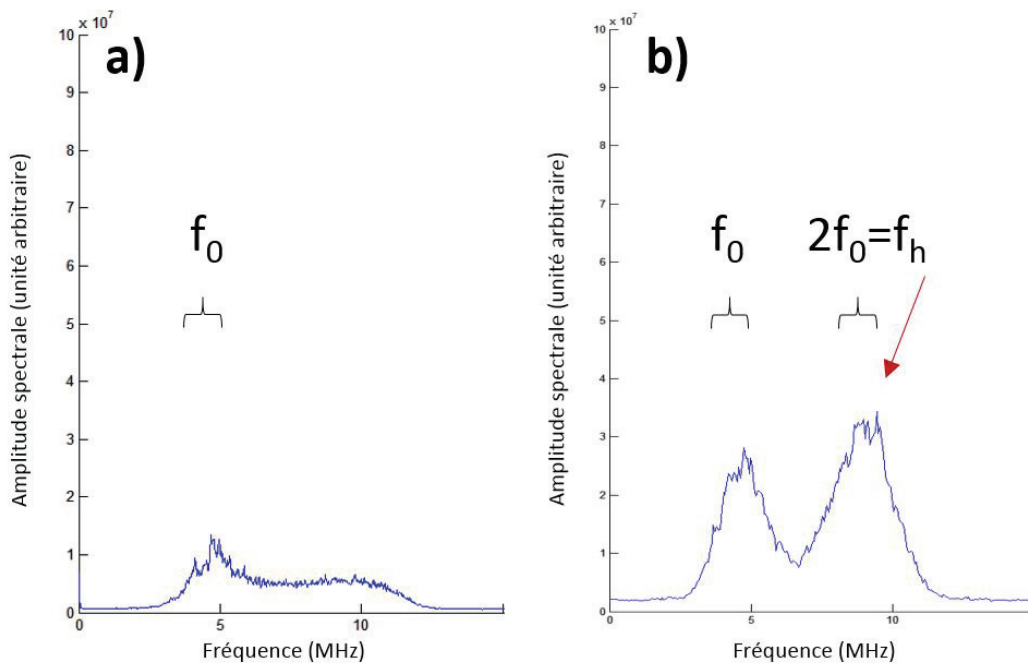 a)
10 x 10⁷
9
8
7
6
5
4
3
2
1
0
Amplitude spectrale (unité arbitraire)
f₀
0 5 10
Fréquence (MHz)
b)
10 x 10⁷
9
8
7
6
5
4
3
2
1
0
Amplitude spectrale (unité arbitraire)
f₀ 2f₀=fₕ
0 5 10
Fréquence (MHz)